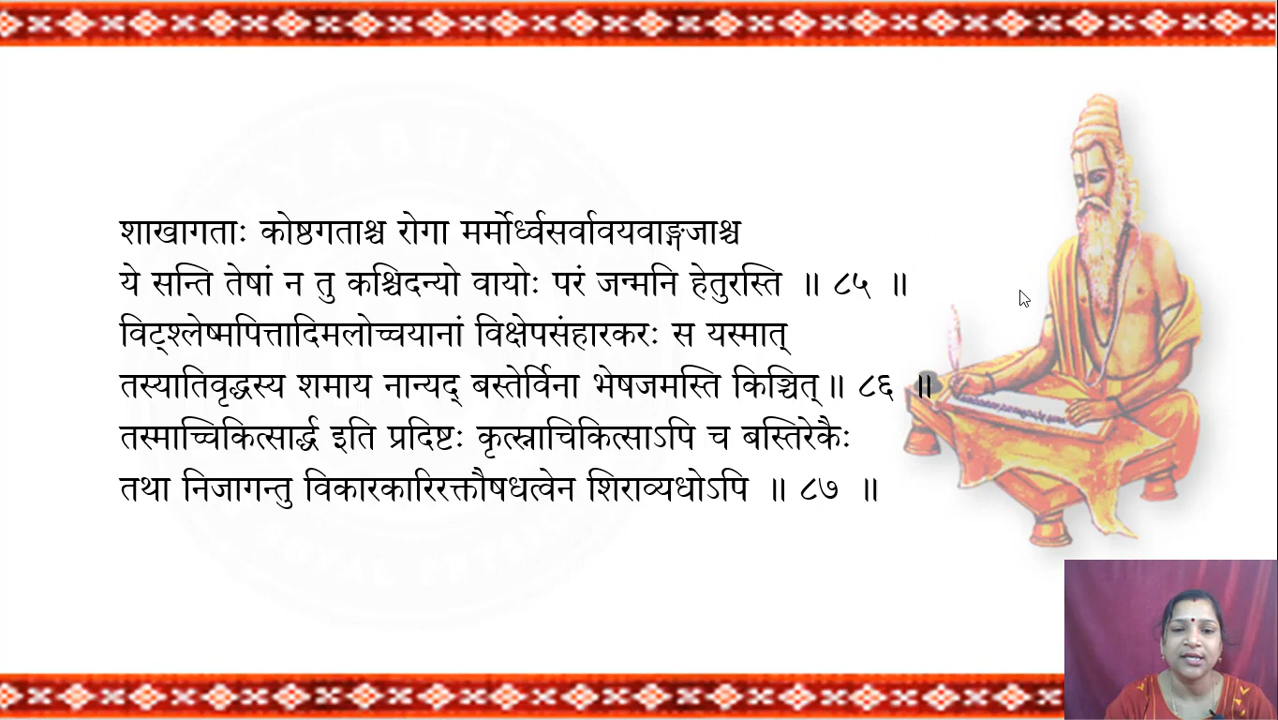 शाखागताः कोष्ठगताश्च रोगा मर्मोर्ध्वसर्वावयवाङ्गजाश्च
ये सन्ति तेषां न तु कश्चिदन्यो वायोः परं जन्मनि हेतुरस्ति ॥ ८५ ॥
विट्श्लेष्मपित्तादिमलोच्चयानां विक्षेपसंहारकरः स यस्मात्
तस्यातिवृद्धस्य शमाय नान्यद् बस्तेर्विना भेषजमस्ति किञ्चित्॥ ८६ ॥
तस्माच्चिकित्सार्द्ध इति प्रदिष्टः कृत्स्नाचिकित्साऽपि च बस्तिरेकैः
तथा निजागन्तु विकारकारिरक्तौषधत्वेन शिराव्यधोऽपि ॥ ८७ ॥